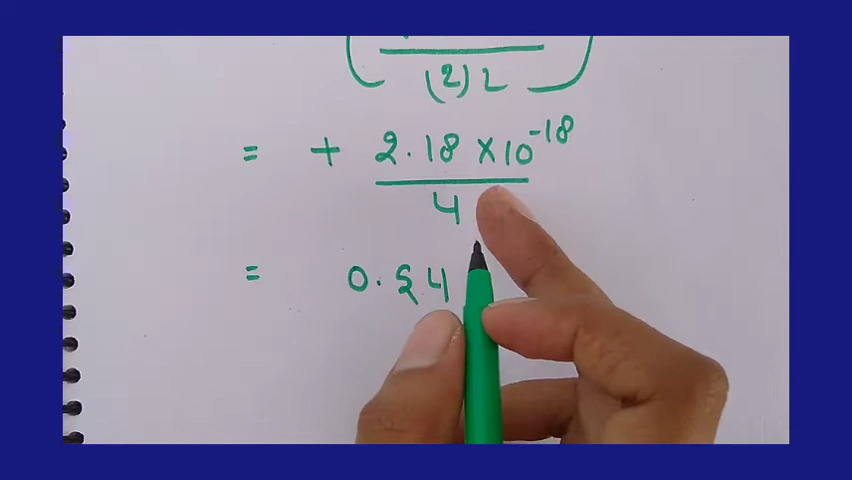 (2)2
= + 2.18 × 10^-18
4
= 0.54